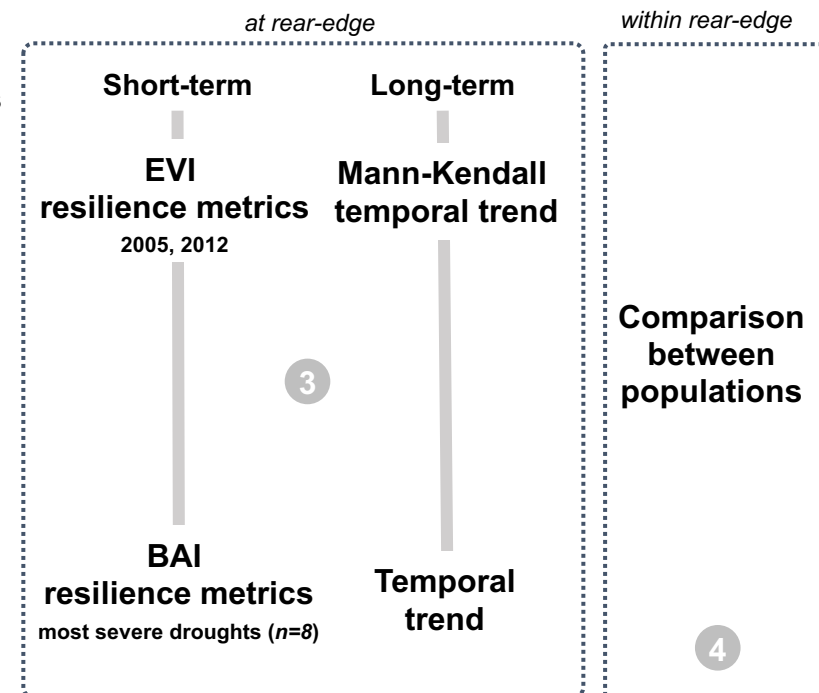 at rear-edge
within rear-edge
Short-term
Long-term
EVI
resilience metrics
2005, 2012
Mann-Kendall
temporal trend
3
BAI
resilience metrics
most severe droughts (n=8)
Temporal
trend
Comparison
between
populations
4